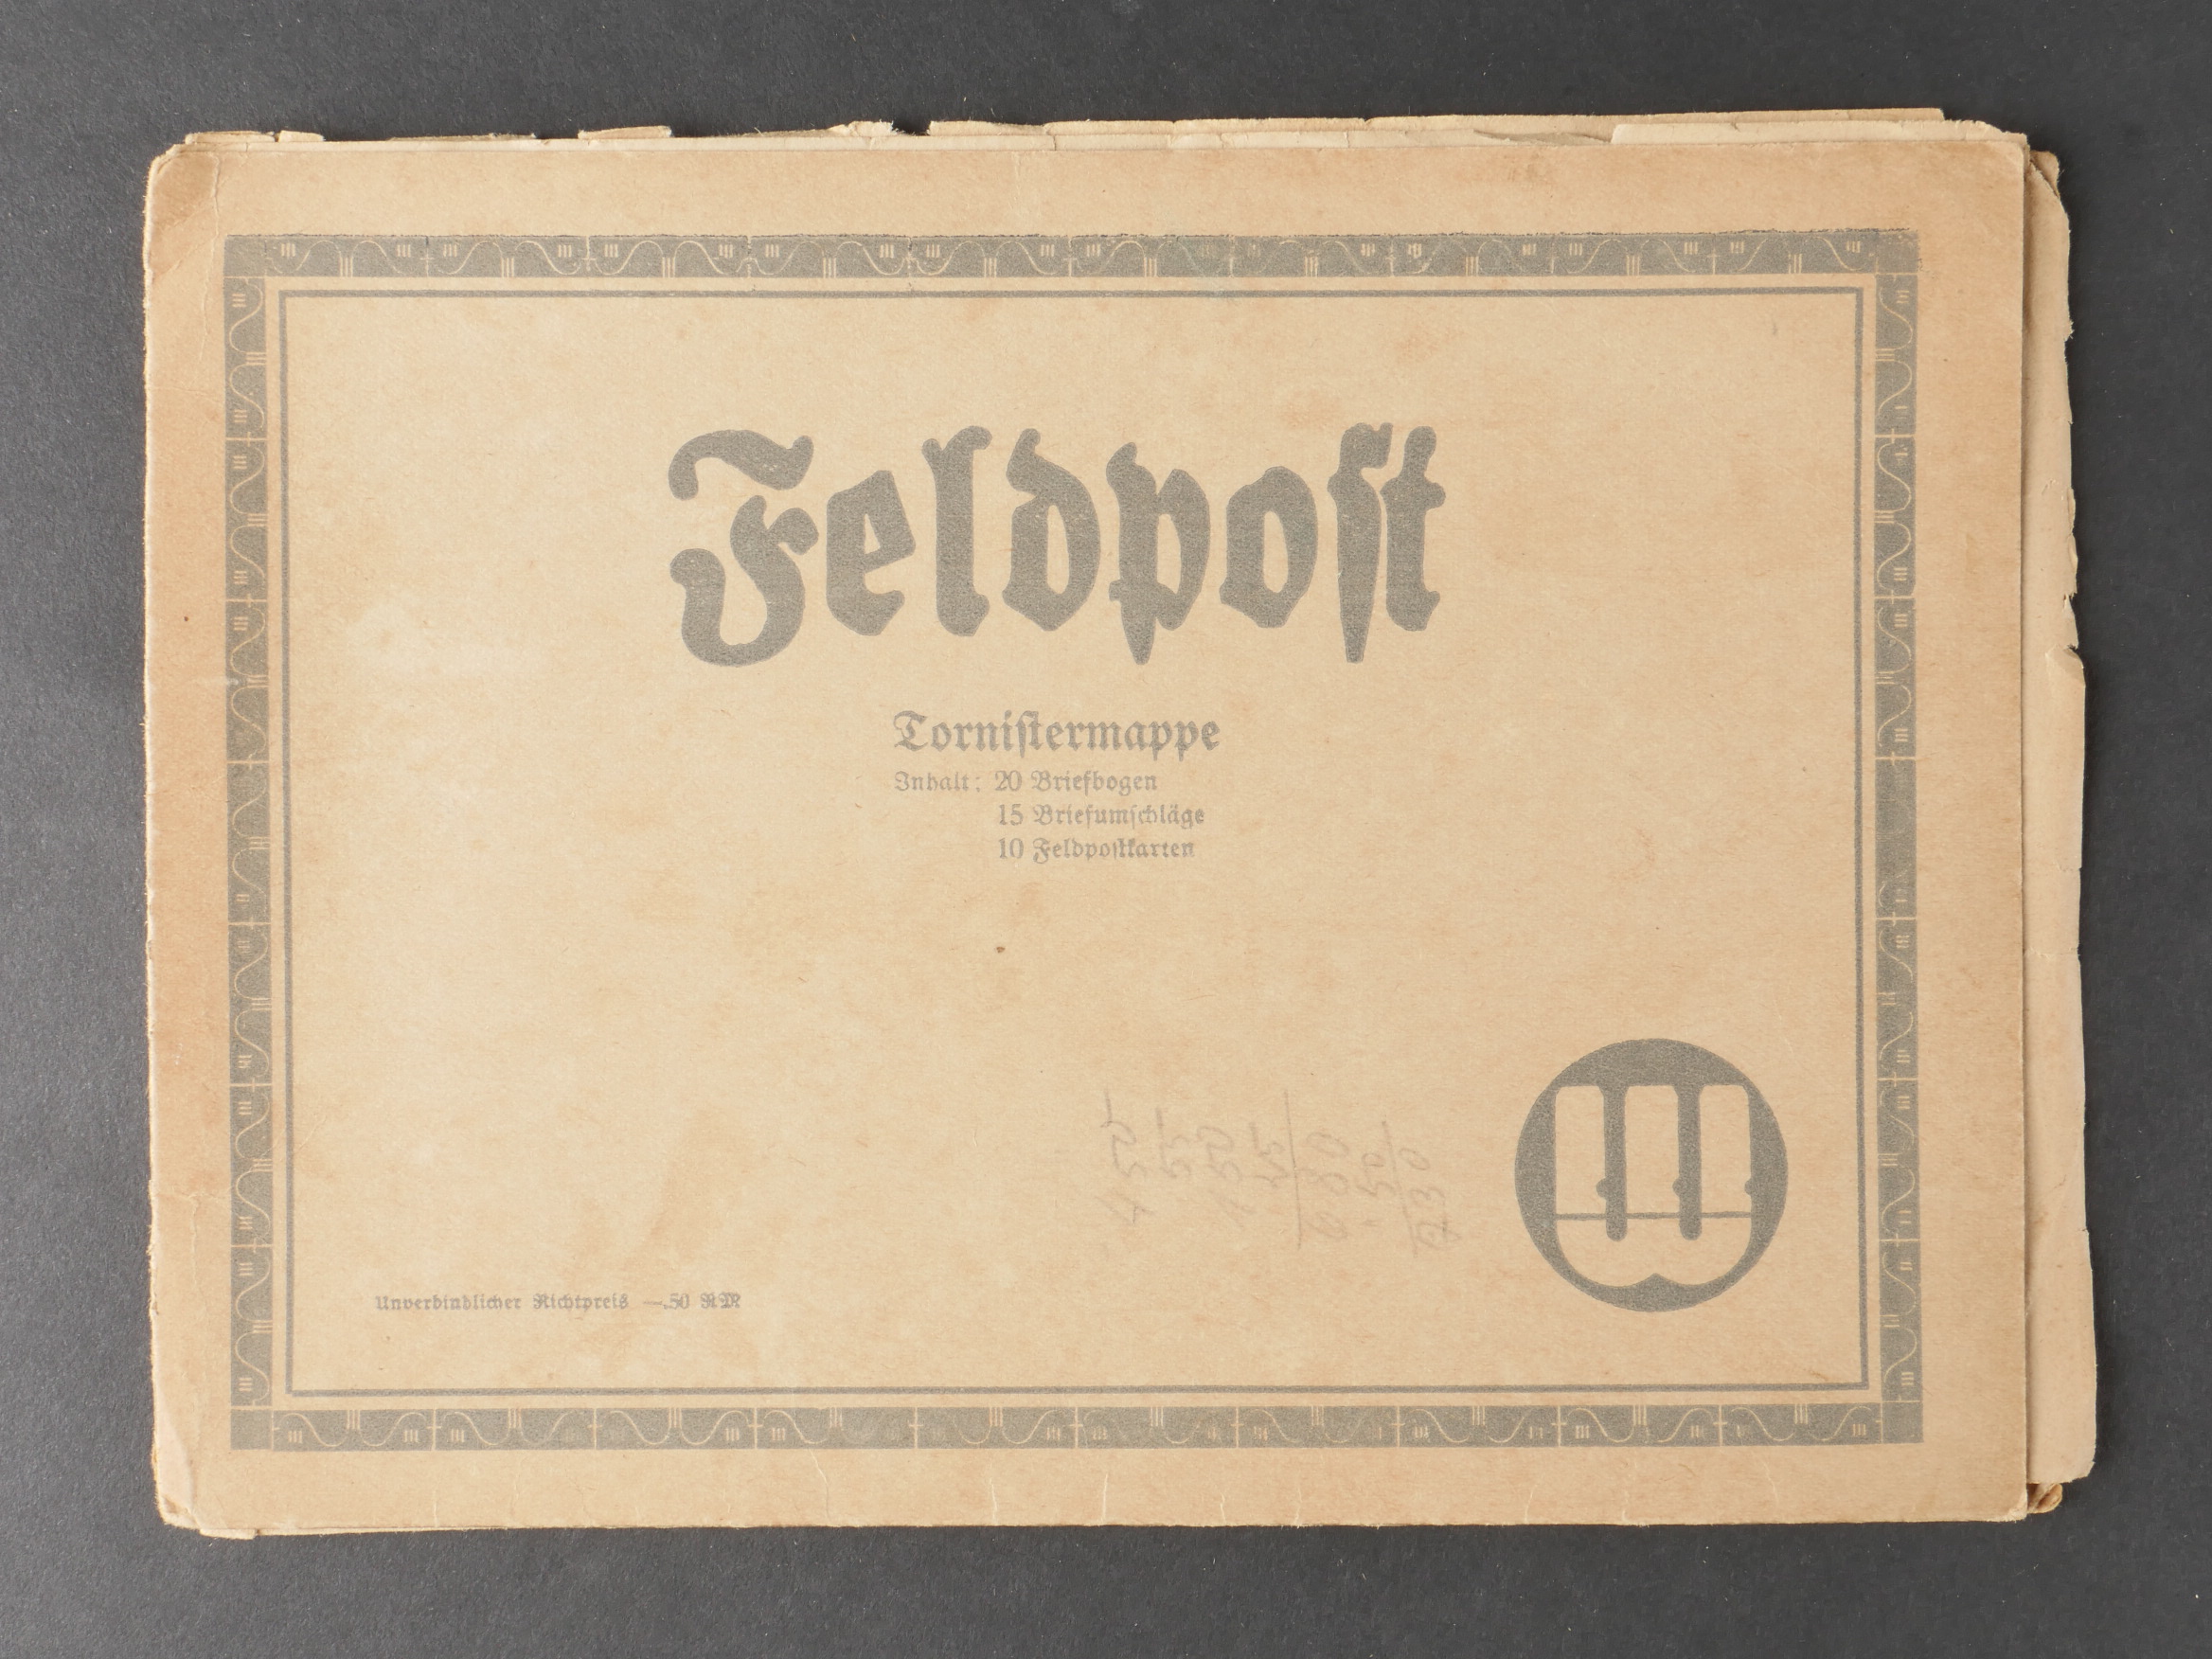 Feldpost
Tornistermappe
Inhalt: 20 Briefbogen
15 Briefumschläge
10 Feldpostkarten
Unverbindlicher Richtpreis —.50 RM